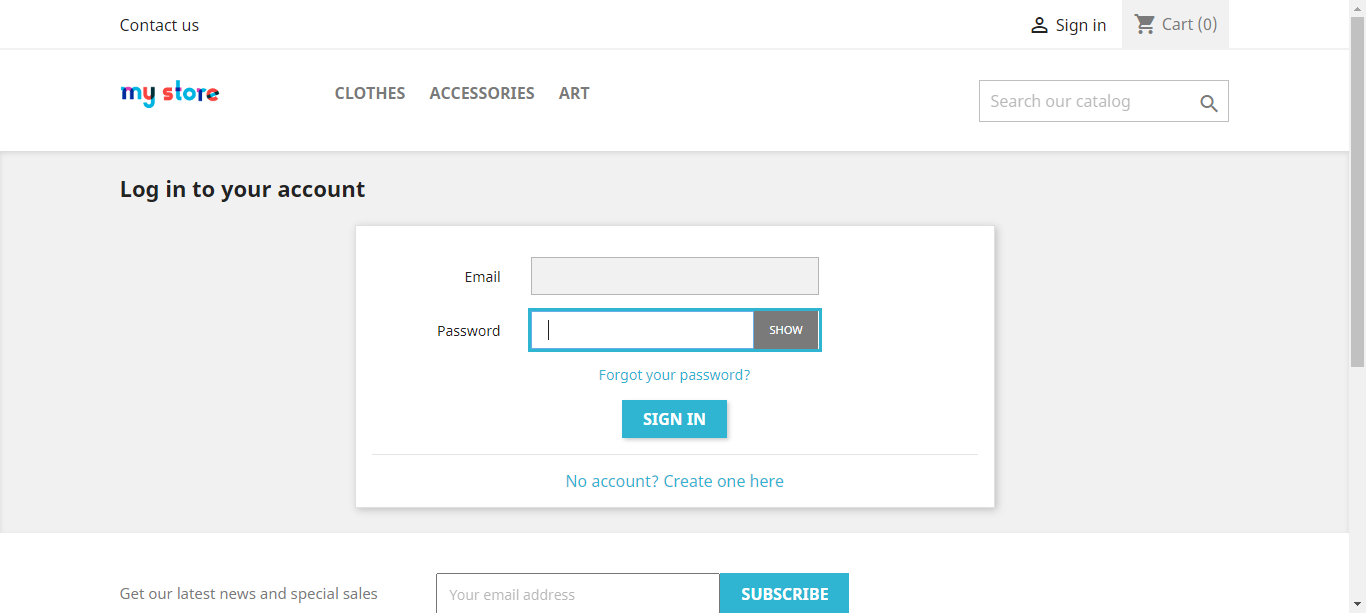 Contact us
Sign in
Cart (0)
my store
CLOTHES ACCESSORIES ART
Search our catalog
Log in to your account
Email
Password
SHOW
Forgot your password?
SIGN IN
No account? Create one here
Get our latest news and special sales
Your email address
SUBSCRIBE